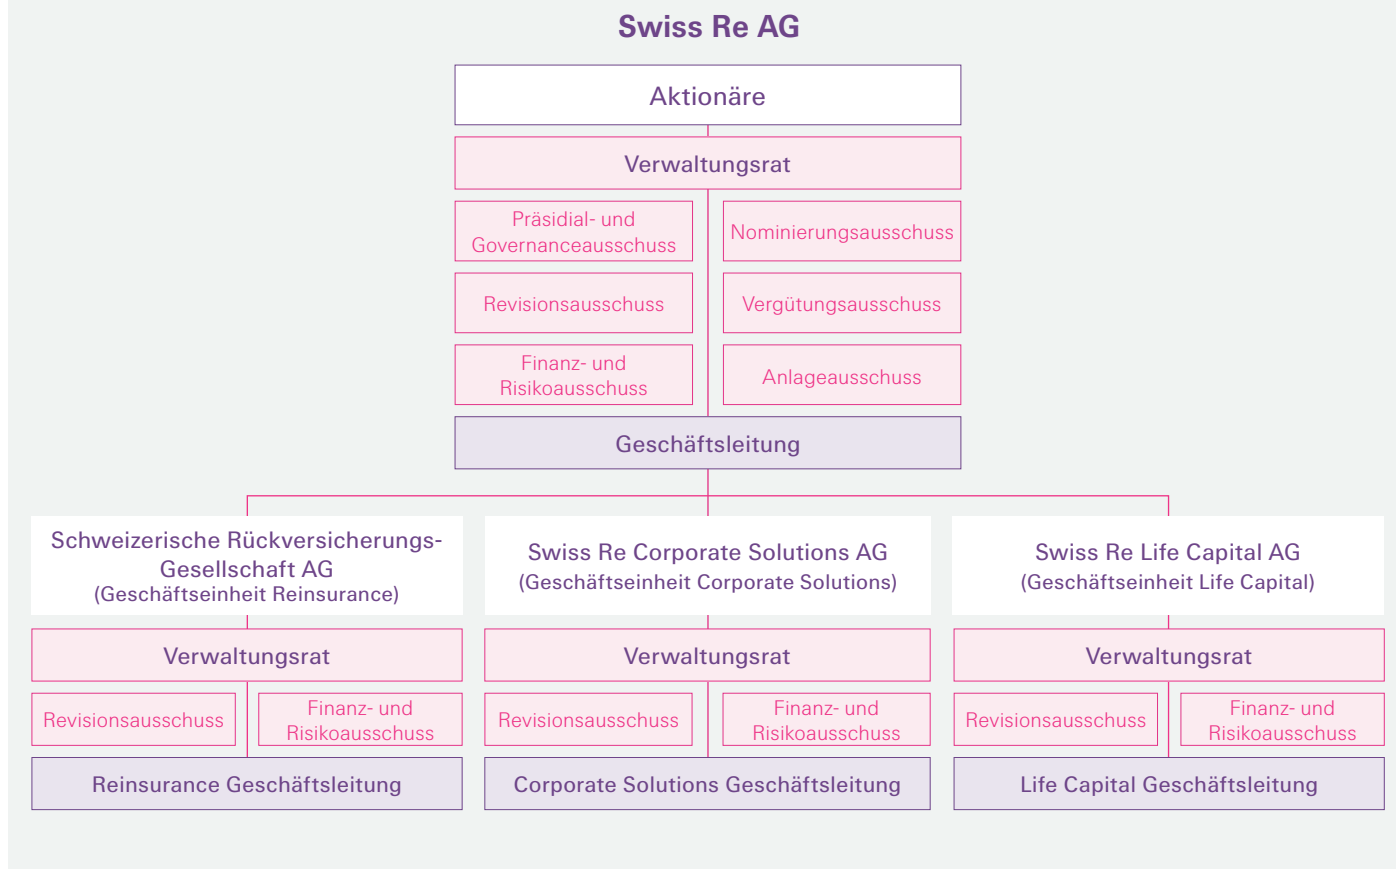 Swiss Re AG
Aktionäre
Verwaltungsrat
Präsidial- und
Governanceausschuss
Nominierungsausschuss
Revisionsausschuss
Vergütungsausschuss
Finanz- und
Risikoausschuss
Anlageausschuss
Geschäftsleitung
Schweizerische Rückversicherungs-
Gesellschaft AG
(Geschäftseinheit Reinsurance)
Swiss Re Corporate Solutions AG
(Geschäftseinheit Corporate Solutions)
Swiss Re Life Capital AG
(Geschäftseinheit Life Capital)
Verwaltungsrat
Verwaltungsrat
Verwaltungsrat
Revisionsausschuss
Finanz- und
Risikoausschuss
Revisionsausschuss
Finanz- und
Risikoausschuss
Revisionsausschuss
Finanz- und
Risikoausschuss
Reinsurance Geschäftsleitung
Corporate Solutions Geschäftsleitung
Life Capital Geschäftsleitung